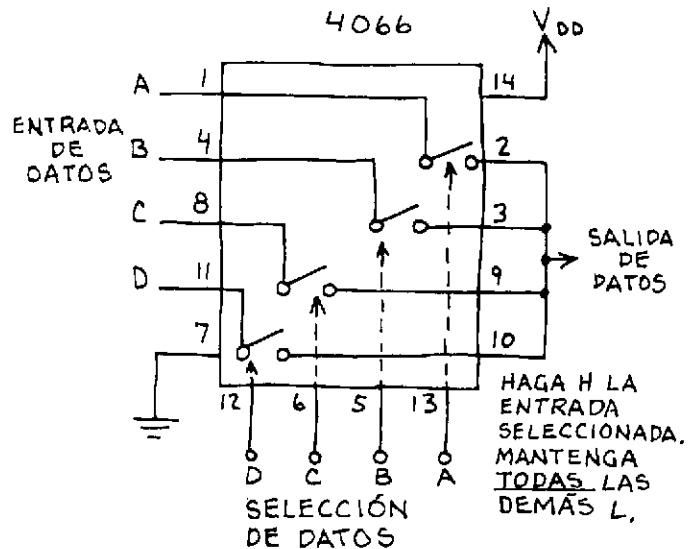 4066
V DD
A 1
14
ENTRADA
DE
DATOS
B 4
2
C 8
3
SALIDA
DE
DATOS
D 11
9
7
10
12 6 5 13
D C B A
SELECCIÓN
DE DATOS
HAGA H LA
ENTRADA
SELECCIONADA.
MANTENGA
TODAS LAS
DEMÁS L.